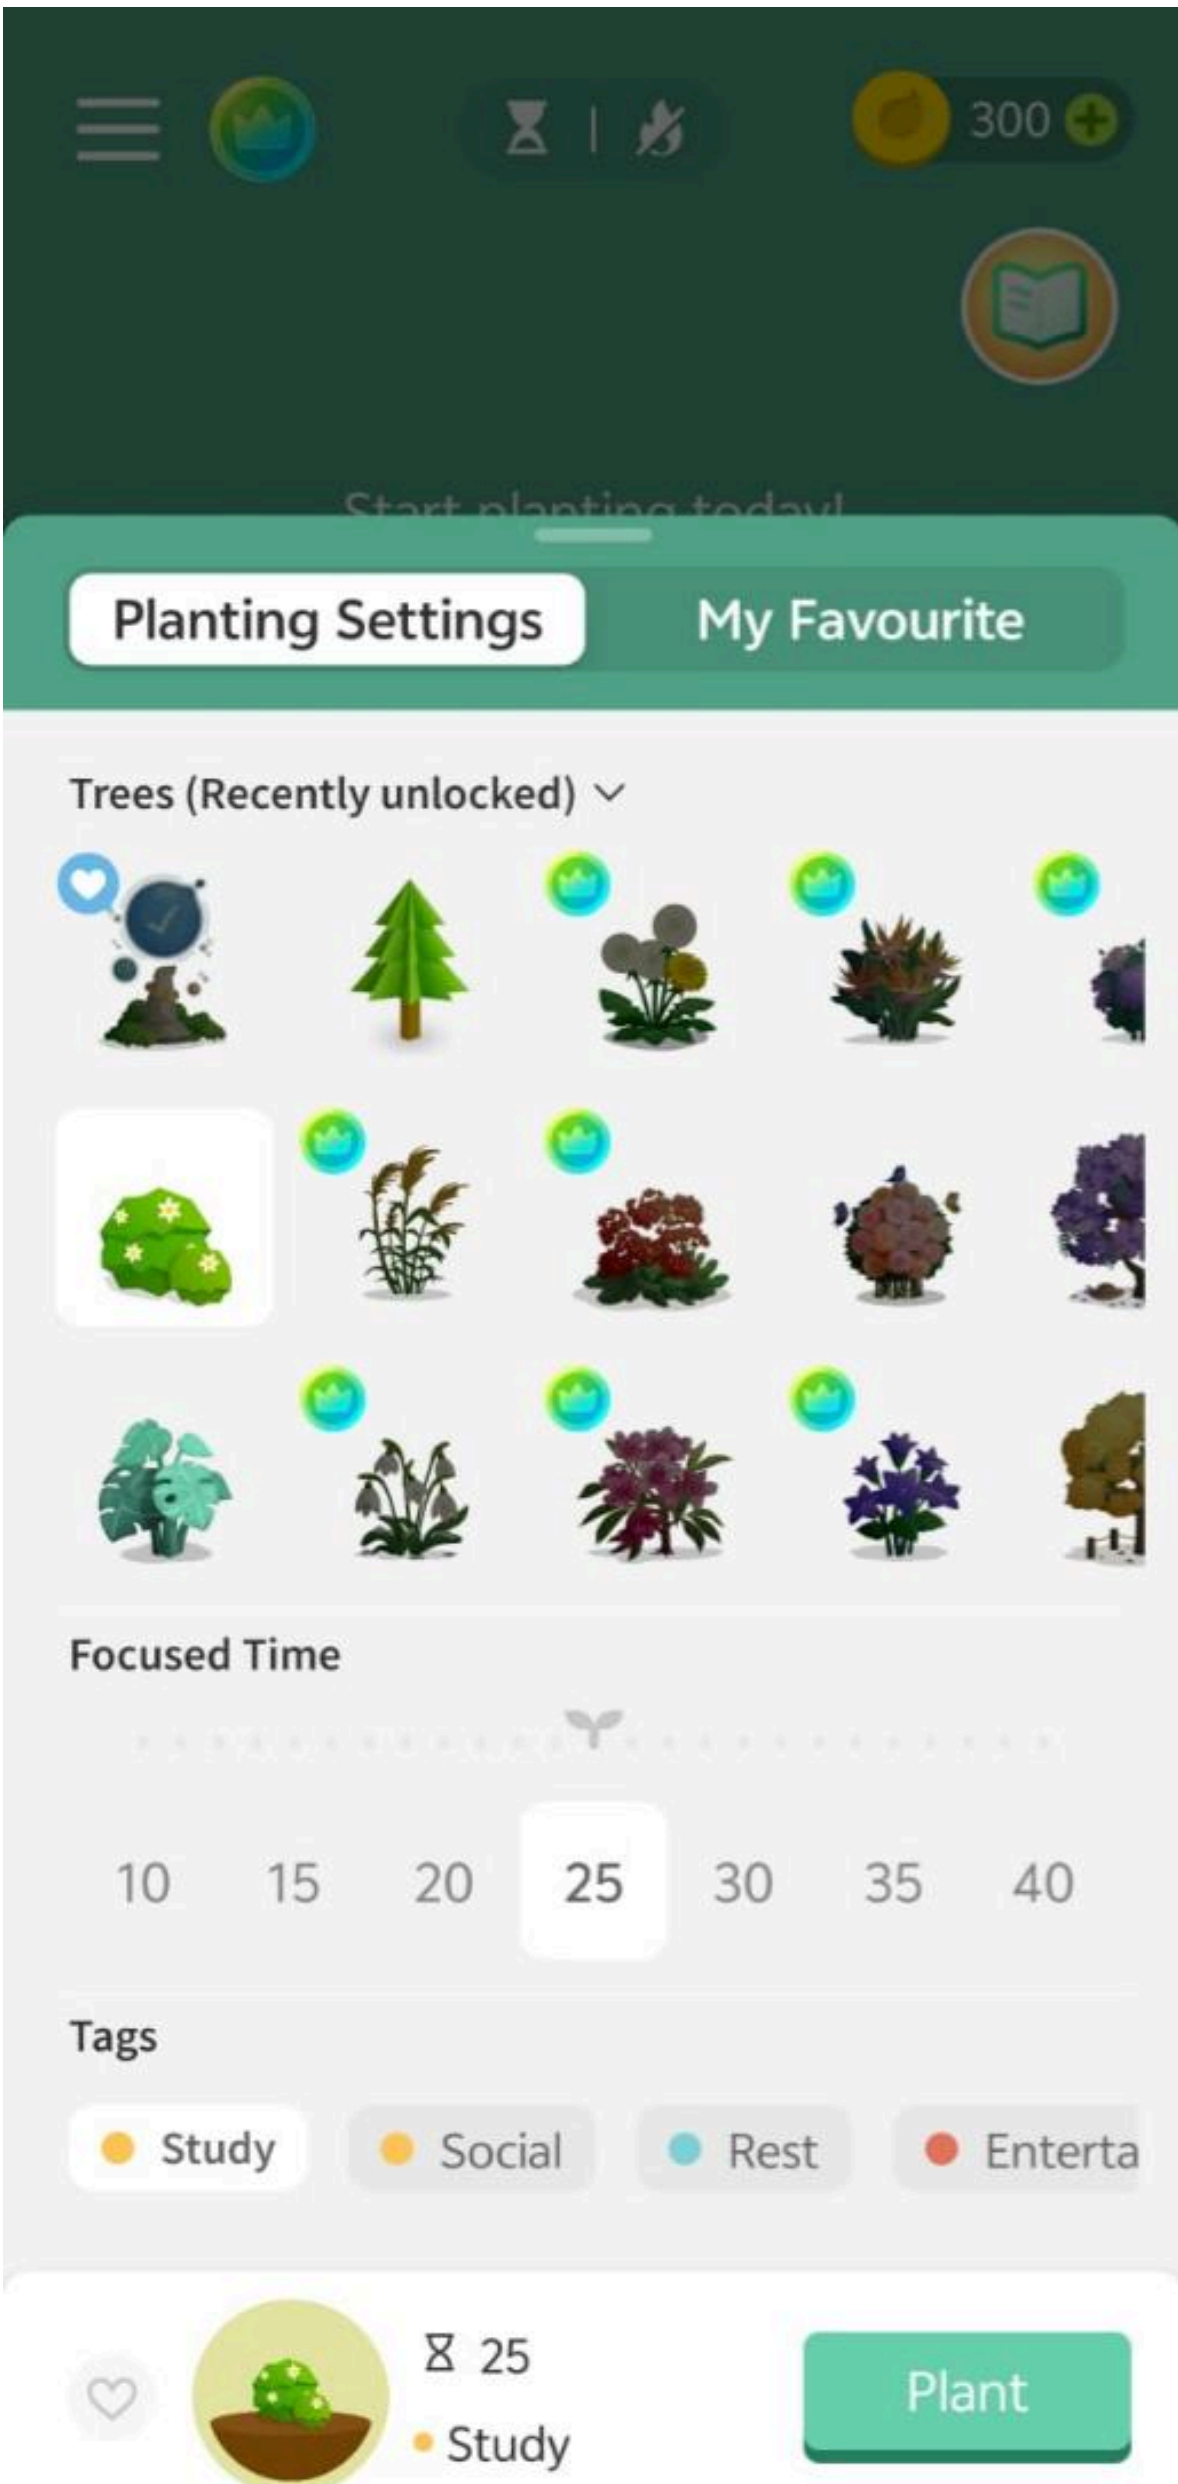 300
Start planting today!
Planting Settings
My Favourite
Trees (Recently unlocked)
Focused Time
10 15 20 25 30 35 40
Tags
Study Social Rest Enterta
25
Study
Plant